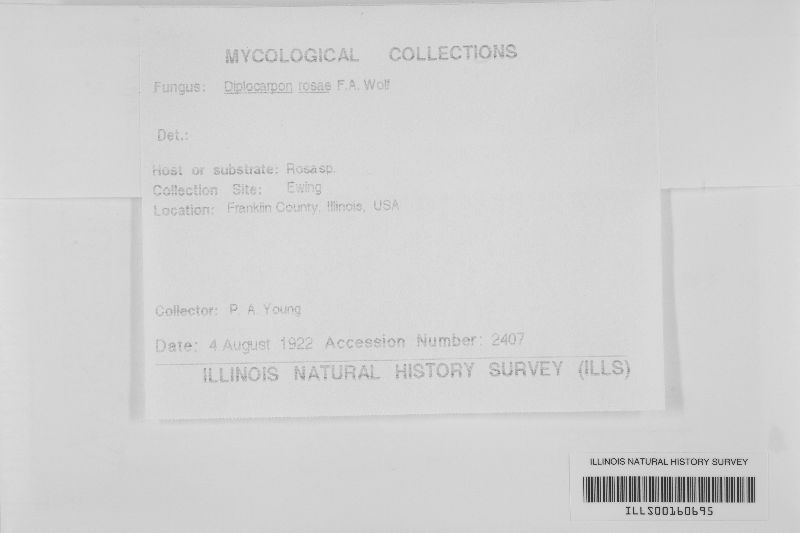 MYCOLOGICAL COLLECTIONS
Fungus: Diplocarpon rosae F.A. Wolf
Det.:
Host or substrate: Rosa sp.
Collection Site: Ewing
Location: Franklin County, Illinois, USA
Collector: P. A. Young
Date: 4 August 1922 Accession Number: 2407
ILLINOIS NATURAL HISTORY SURVEY (ILLS)
ILLINOIS NATURAL HISTORY SURVEY
ILLS00160695